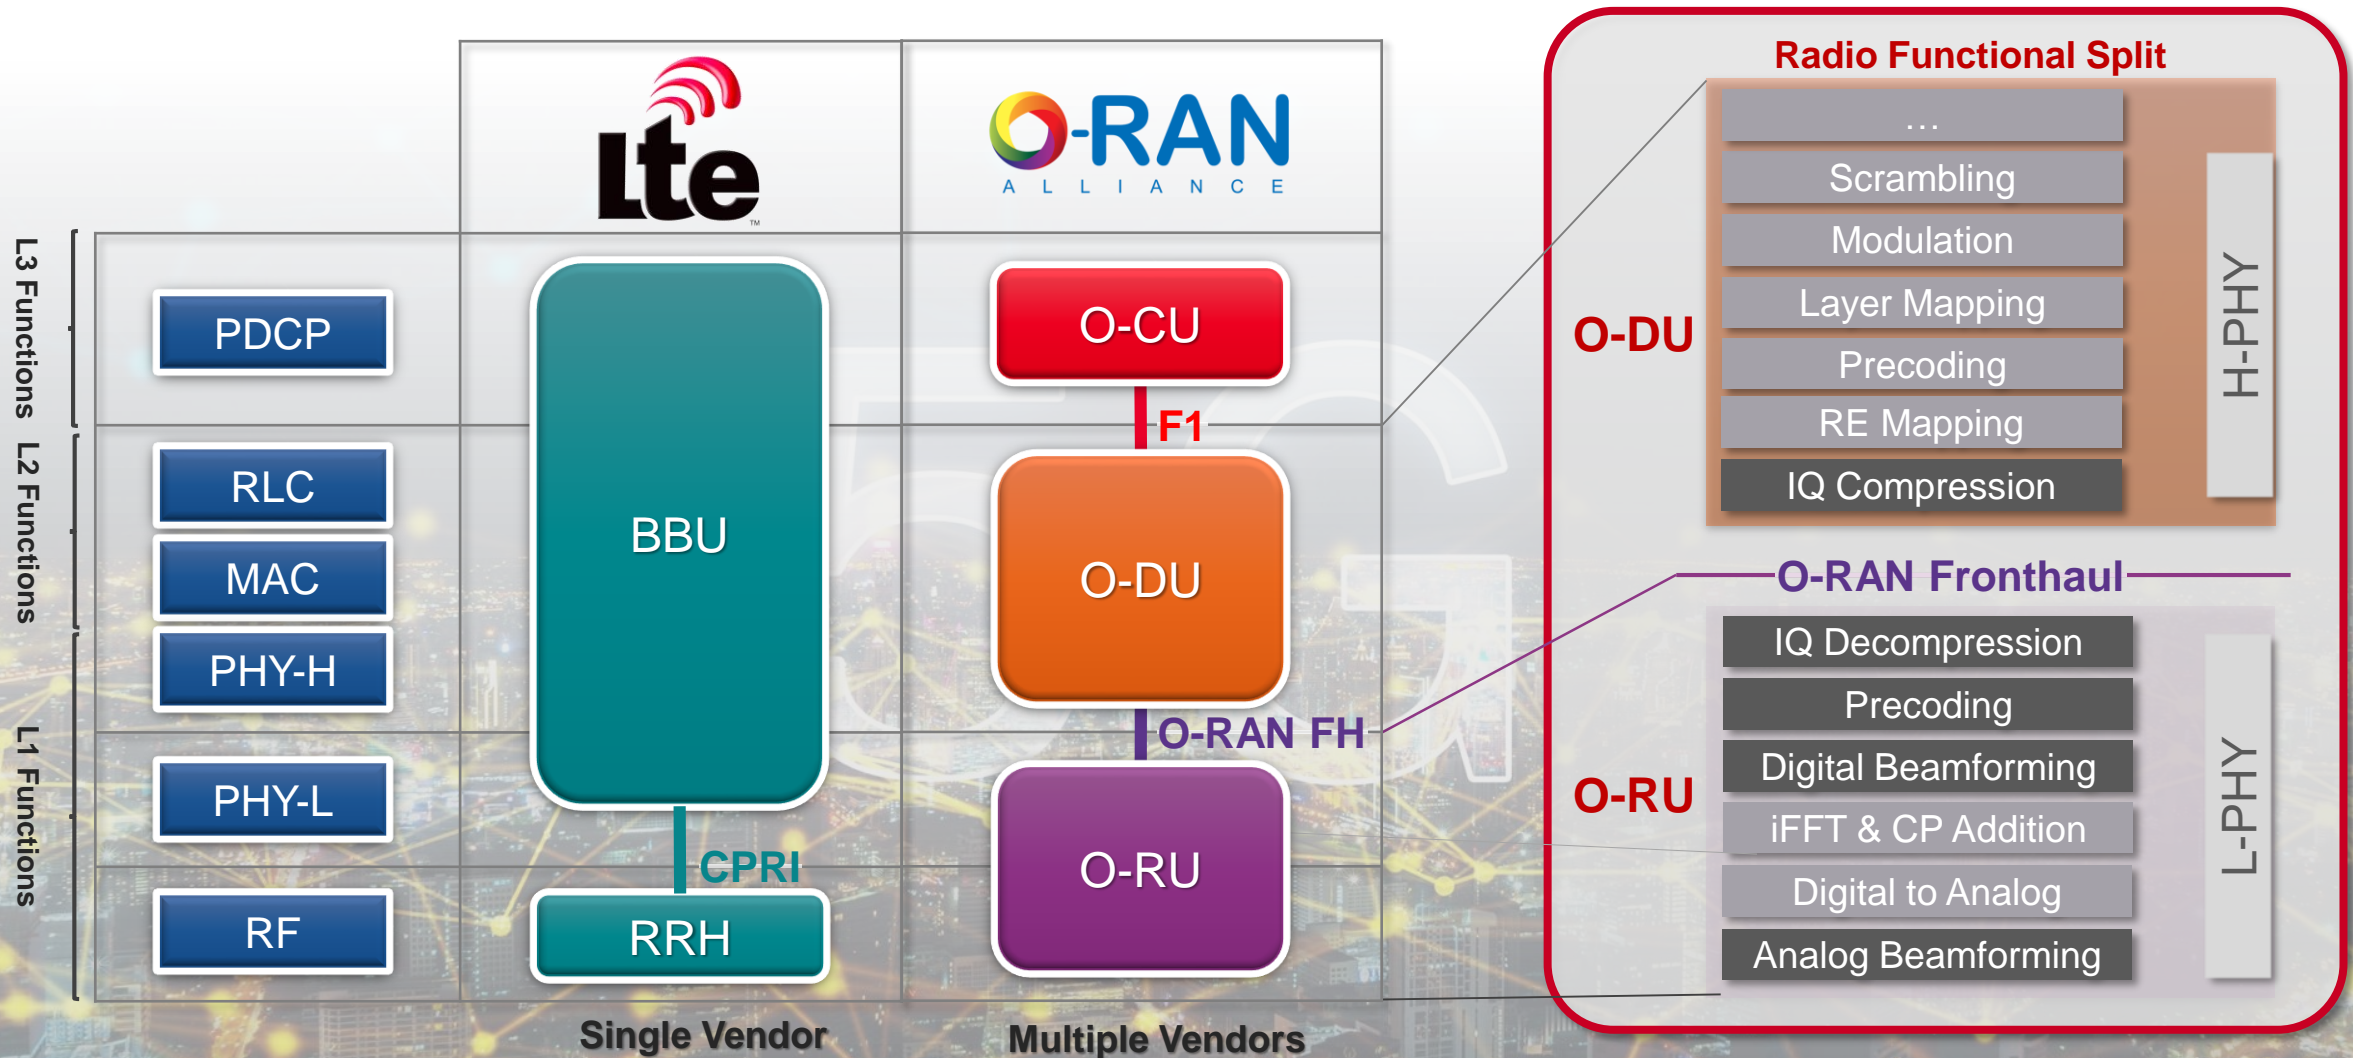 Lte
TM
O-RAN
ALLIANCE
L3 Functions
L2 Functions
L1 Functions
PDCP
RLC
MAC
PHY-H
PHY-L
RF
BBU
CPRI
RRH
Single Vendor
O-CU
F1
O-DU
O-RAN FH
O-RU
Multiple Vendors
5G
Radio Functional Split
O-DU
...
Scrambling
Modulation
Layer Mapping
Precoding
RE Mapping
IQ Compression
H-PHY
O-RAN Fronthaul
O-RU
IQ Decompression
Precoding
Digital Beamforming
iFFT & CP Addition
Digital to Analog
Analog Beamforming
L-PHY